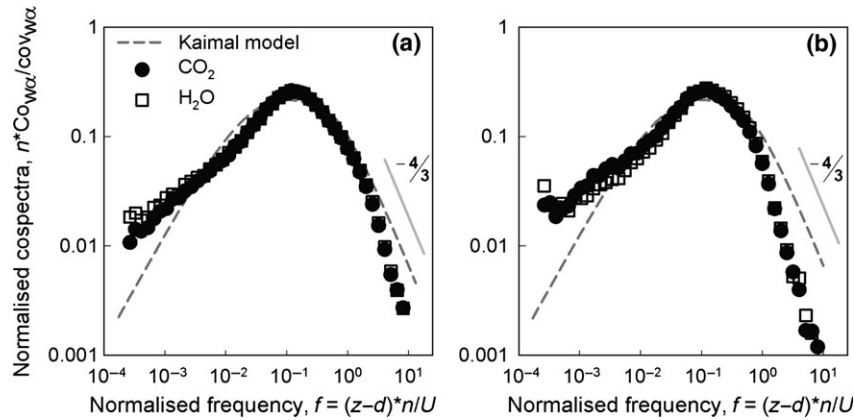 1
0.1
0.01
0.001
Normalised cospectra, n*Co_wα/cov_wα
Kaimal model
CO₂
H₂O
(a)
−4/3
10⁻⁴ 10⁻³ 10⁻² 10⁻¹ 10⁰ 10¹
Normalised frequency, f = (z–d)*n/U
1
0.1
0.01
0.001
(b)
−4/3
10⁻⁴ 10⁻³ 10⁻² 10⁻¹ 10⁰ 10¹
Normalised frequency, f = (z–d)*n/U